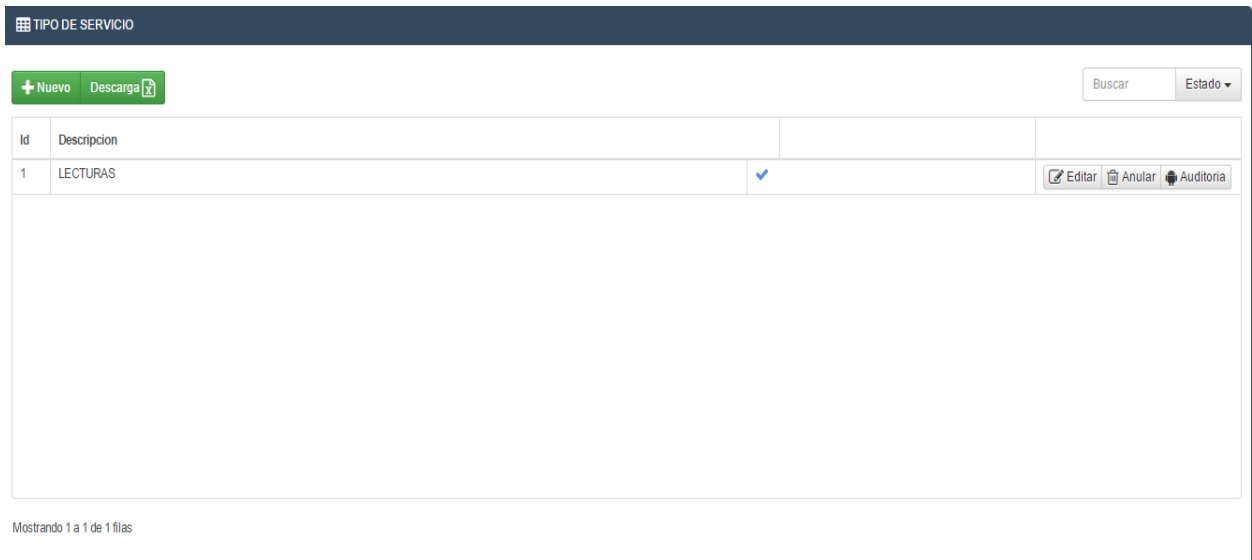 TIPO DE SERVICIO
Nuevo Descarga Buscar Estado
Id Descripcion
1 LECTURAS Editar Anular Auditoria
Mostrando 1 a 1 de 1 filas